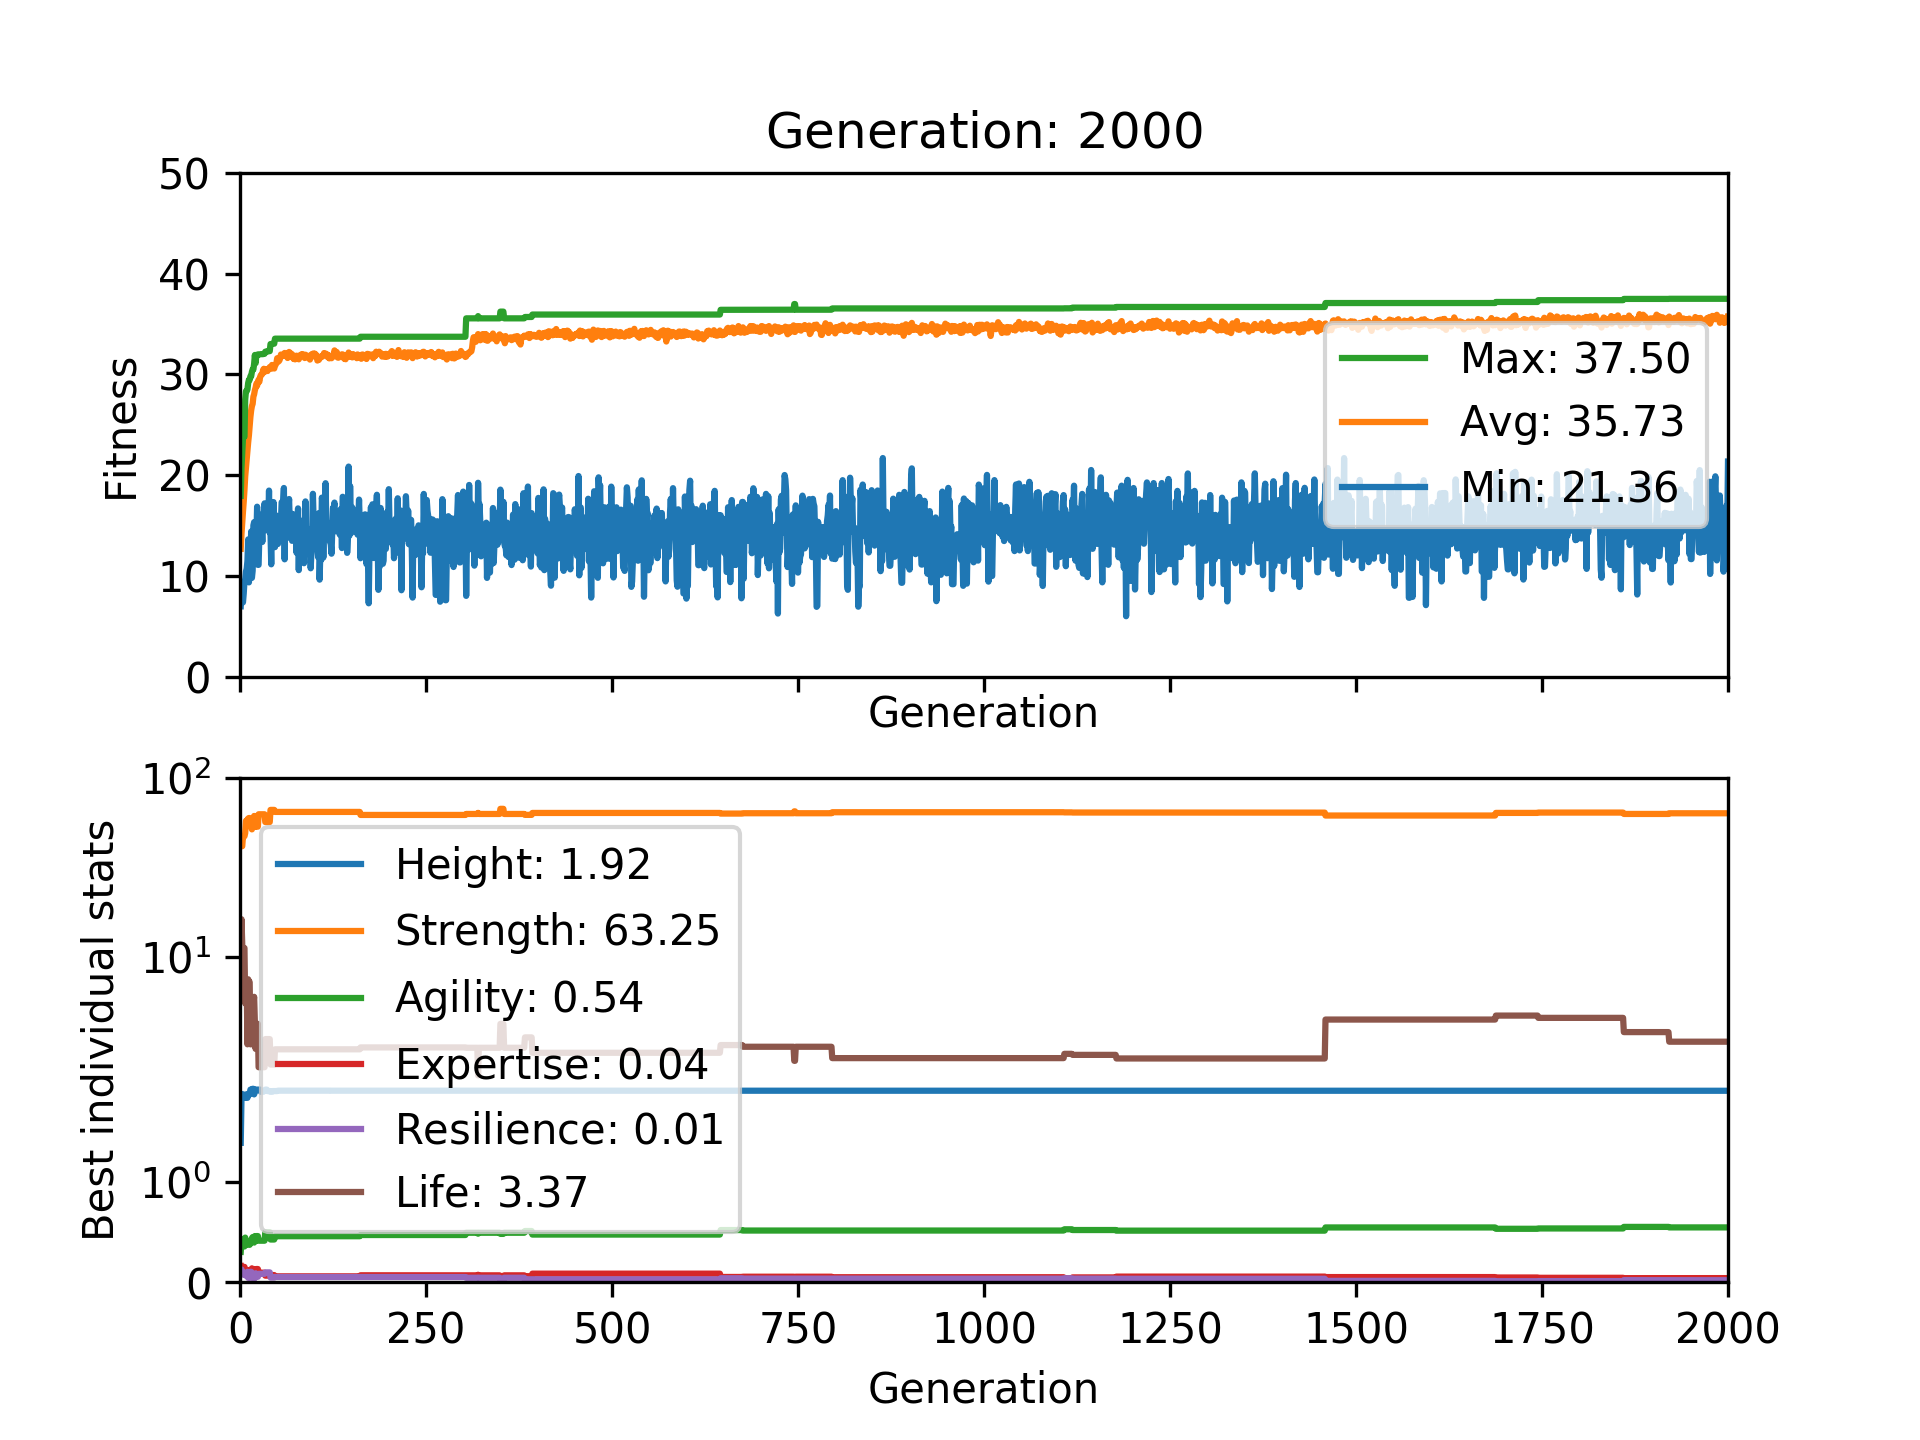 Generation: 2000
50
40
30
20
10
0
Fitness
Max: 37.50
Avg: 35.73
Min: 21.36
Generation
10²
10¹
10⁰
0
Best individual stats
Height: 1.92
Strength: 63.25
Agility: 0.54
Expertise: 0.04
Resilience: 0.01
Life: 3.37
0 250 500 750 1000 1250 1500 1750 2000
Generation